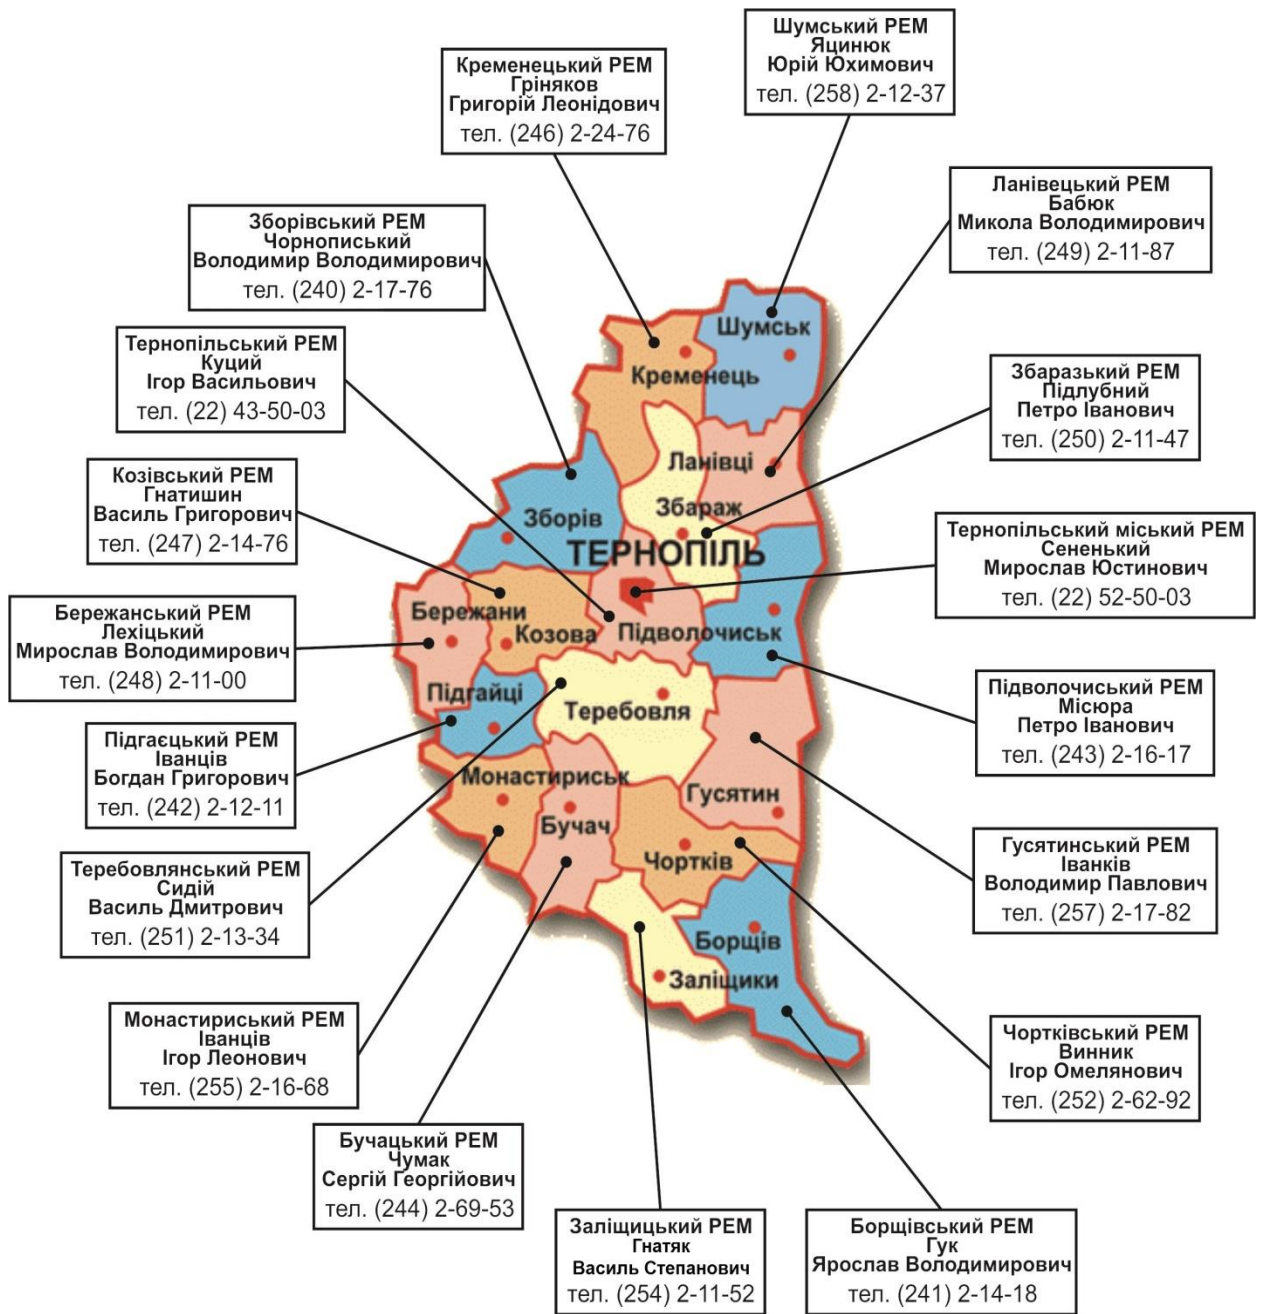 Шумський РЕМ
Яцинюк
Юрій Юхимович
тел. (258) 2-12-37
Кременецький РЕМ
Гріняков
Григорій Леонідович
тел. (246) 2-24-76
Ланівецький РЕМ
Бабюк
Микола Володимирович
тел. (249) 2-11-87
Зборівський РЕМ
Чорнописький
Володимир Володимирович
тел. (240) 2-17-76
Тернопільський РЕМ
Куций
Ігор Васильович
тел. (22) 43-50-03
Збаразький РЕМ
Підлубний
Петро Іванович
тел. (250) 2-11-47
Козівський РЕМ
Гнатишин
Василь Григорович
тел. (247) 2-14-76
Тернопільський міський РЕМ
Сененький
Мирослав Юстинович
тел. (22) 52-50-03
Бережанський РЕМ
Лехіцький
Мирослав Володимирович
тел. (248) 2-11-00
Підволочиський РЕМ
Місюра
Петро Іванович
тел. (243) 2-16-17
Підгаєцький РЕМ
Іванців
Богдан Григорович
тел. (242) 2-12-11
Гусятинський РЕМ
Іванків
Володимир Павлович
тел. (257) 2-17-82
Теребовлянський РЕМ
Сидій
Василь Дмитрович
тел. (251) 2-13-34
Монастириський РЕМ
Іванців
Ігор Леонович
тел. (255) 2-16-68
Чортківський РЕМ
Винник
Ігор Омелянович
тел. (252) 2-62-92
Бучацький РЕМ
Чумак
Сергій Георгійович
тел. (244) 2-69-53
Заліщицький РЕМ
Гнатяк
Василь Степанович
тел. (254) 2-11-52
Борщівський РЕМ
Гук
Ярослав Володимирович
тел. (241) 2-14-18
Шумськ
Кременець
Ланівці
Збараж
Зборів
ТЕРНОПІЛЬ
Бережани
Козова
Підволочиськ
Підгайці
Теребовля
Монастириськ
Гусятин
Бучач
Чортків
Борщів
Заліщики